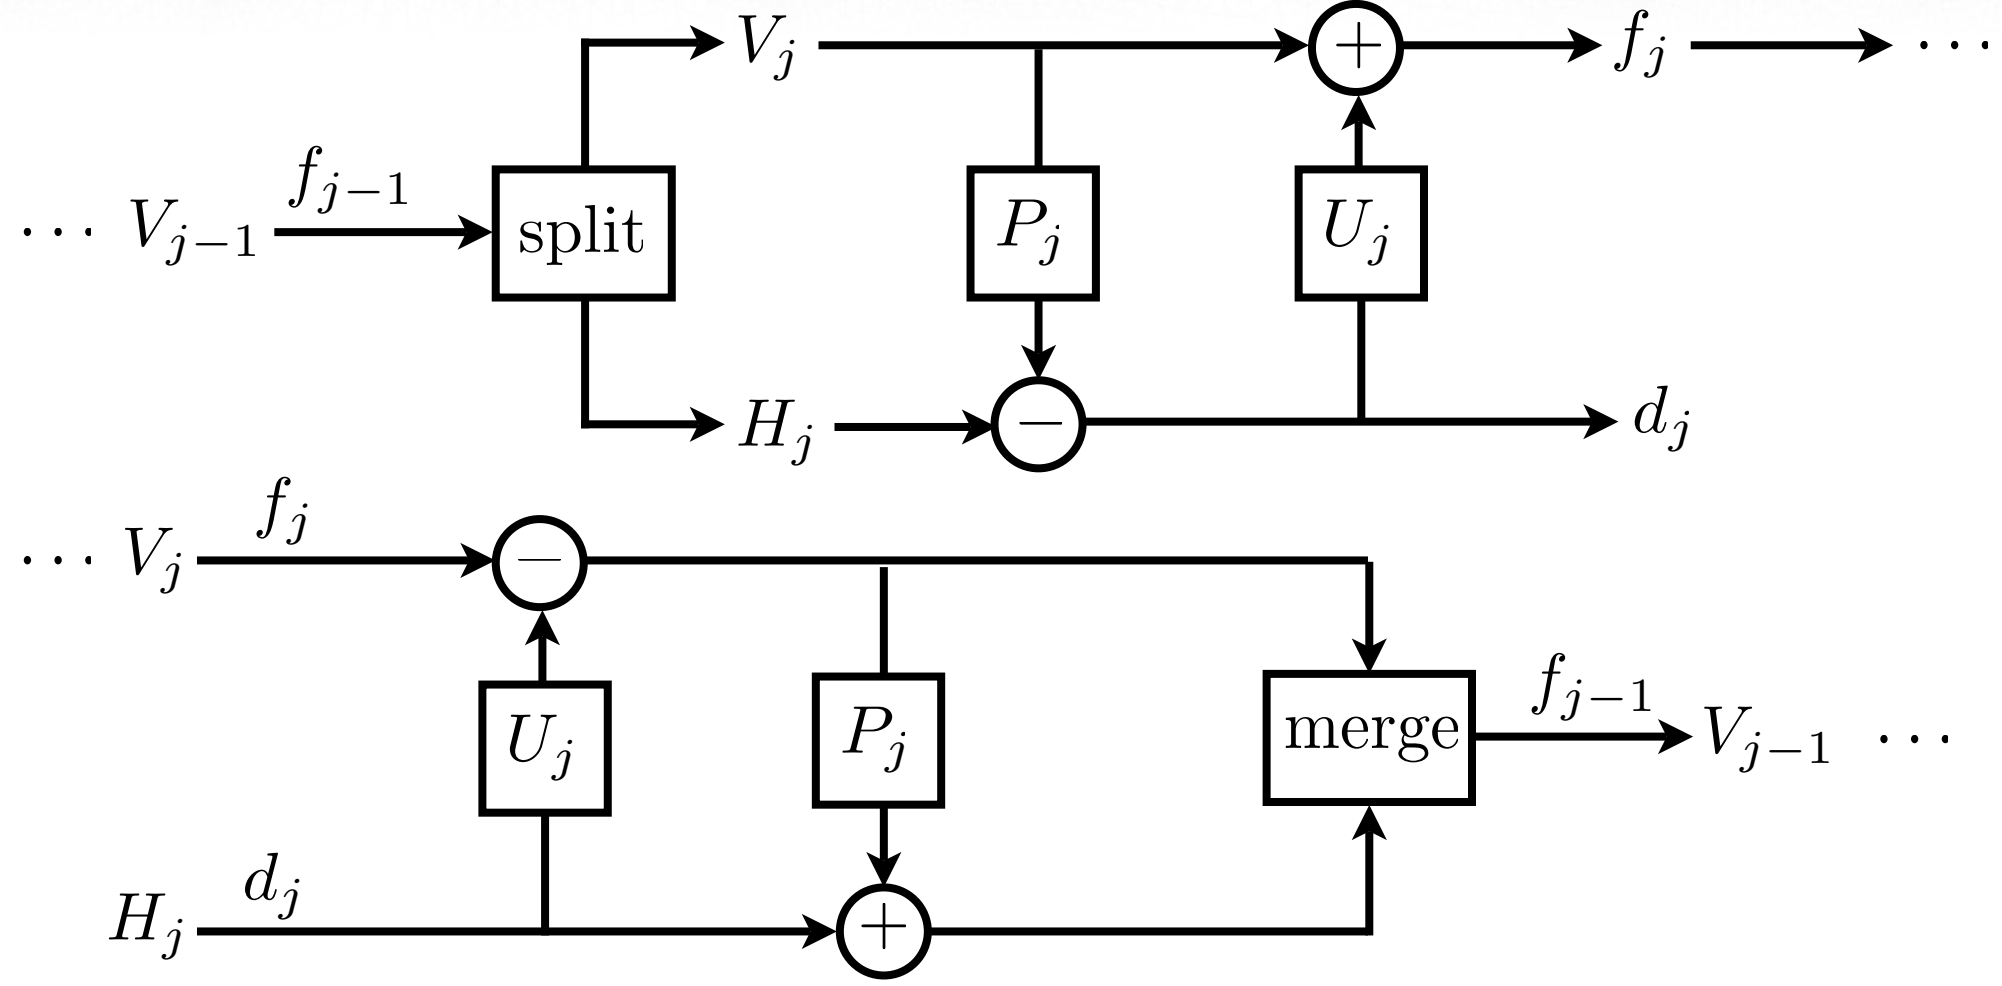 V_j + f_j ···
··· V_{j−1} f_{j−1} split P_j U_j
H_j − d_j
··· V_j f_j −
U_j P_j merge f_{j−1} V_{j−1} ···
H_j d_j +